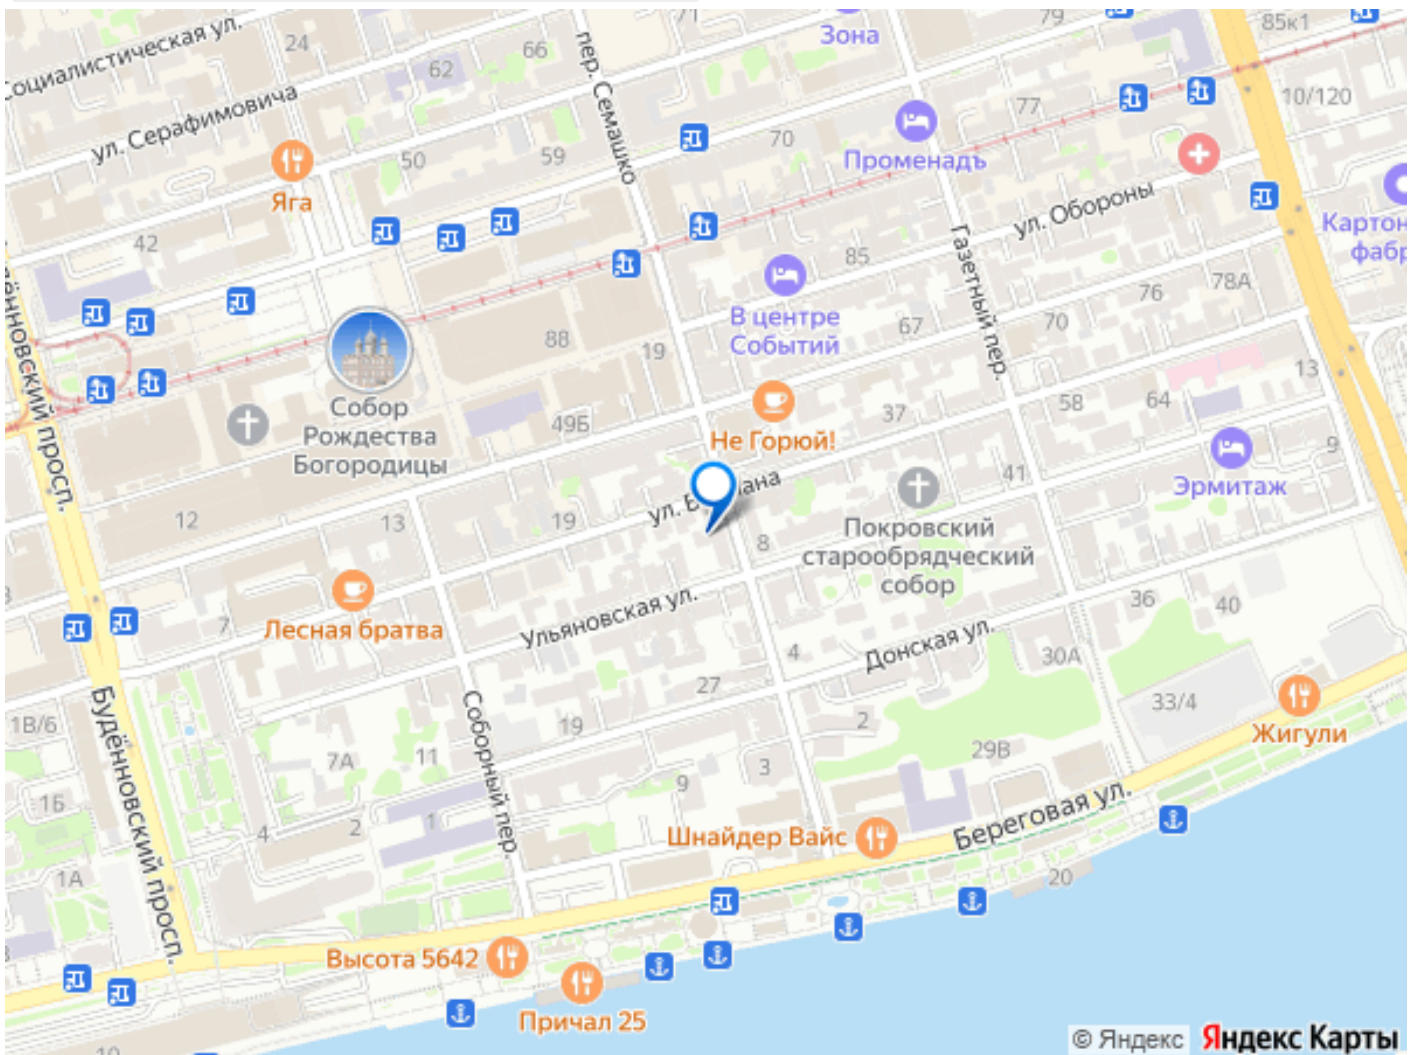 71
79
85к1
Зона
Социалистическая ул.
24
66
62
пер. Семашко
ул. Серафимовича
77
10/120
70
50
59
Променадъ
Яга
ул. Обороны
Картон
фабр
42
85
Газетный пер.
78А
76
В центре
Событий
67
70
88
19
13
ённовский просп.
Собор
Рождества
Богородицы
58
64
37
49Б
Не Горюй!
9
41
Эрмитаж
12
13
19
8
Покровский
старообрядческий
собор
Ульяновская ул.
36
40
7
Лесная братва
Донская ул.
4
30А
27
33/4
1В/6
Будённовский просп.
Соборный пер.
19
2
Жигули
7А
11
29В
3
9
1Б
4
2
1
Шнайдер Вайс
Береговая ул.
1А
20
Высота 5642
Причал 25
10
© Яндекс Яндекс Карты